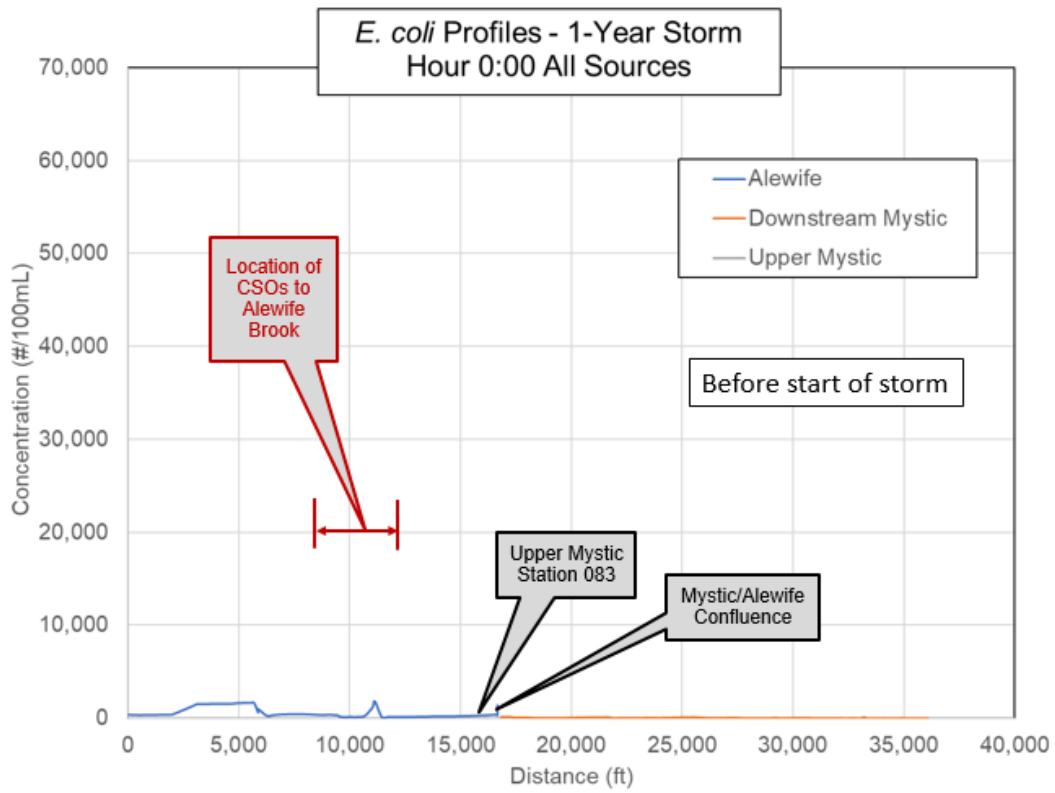 E. coli Profiles - 1-Year Storm
Hour 0:00 All Sources
70,000
60,000
50,000
40,000
30,000
20,000
10,000
0
Concentration (#/100mL)
Alewife
Downstream Mystic
Upper Mystic
Location of
CSOs to
Alewife
Brook
Before start of storm
Upper Mystic
Station 083
Mystic/Alewife
Confluence
0
5,000
10,000
15,000
20,000
25,000
30,000
35,000
40,000
Distance (ft)